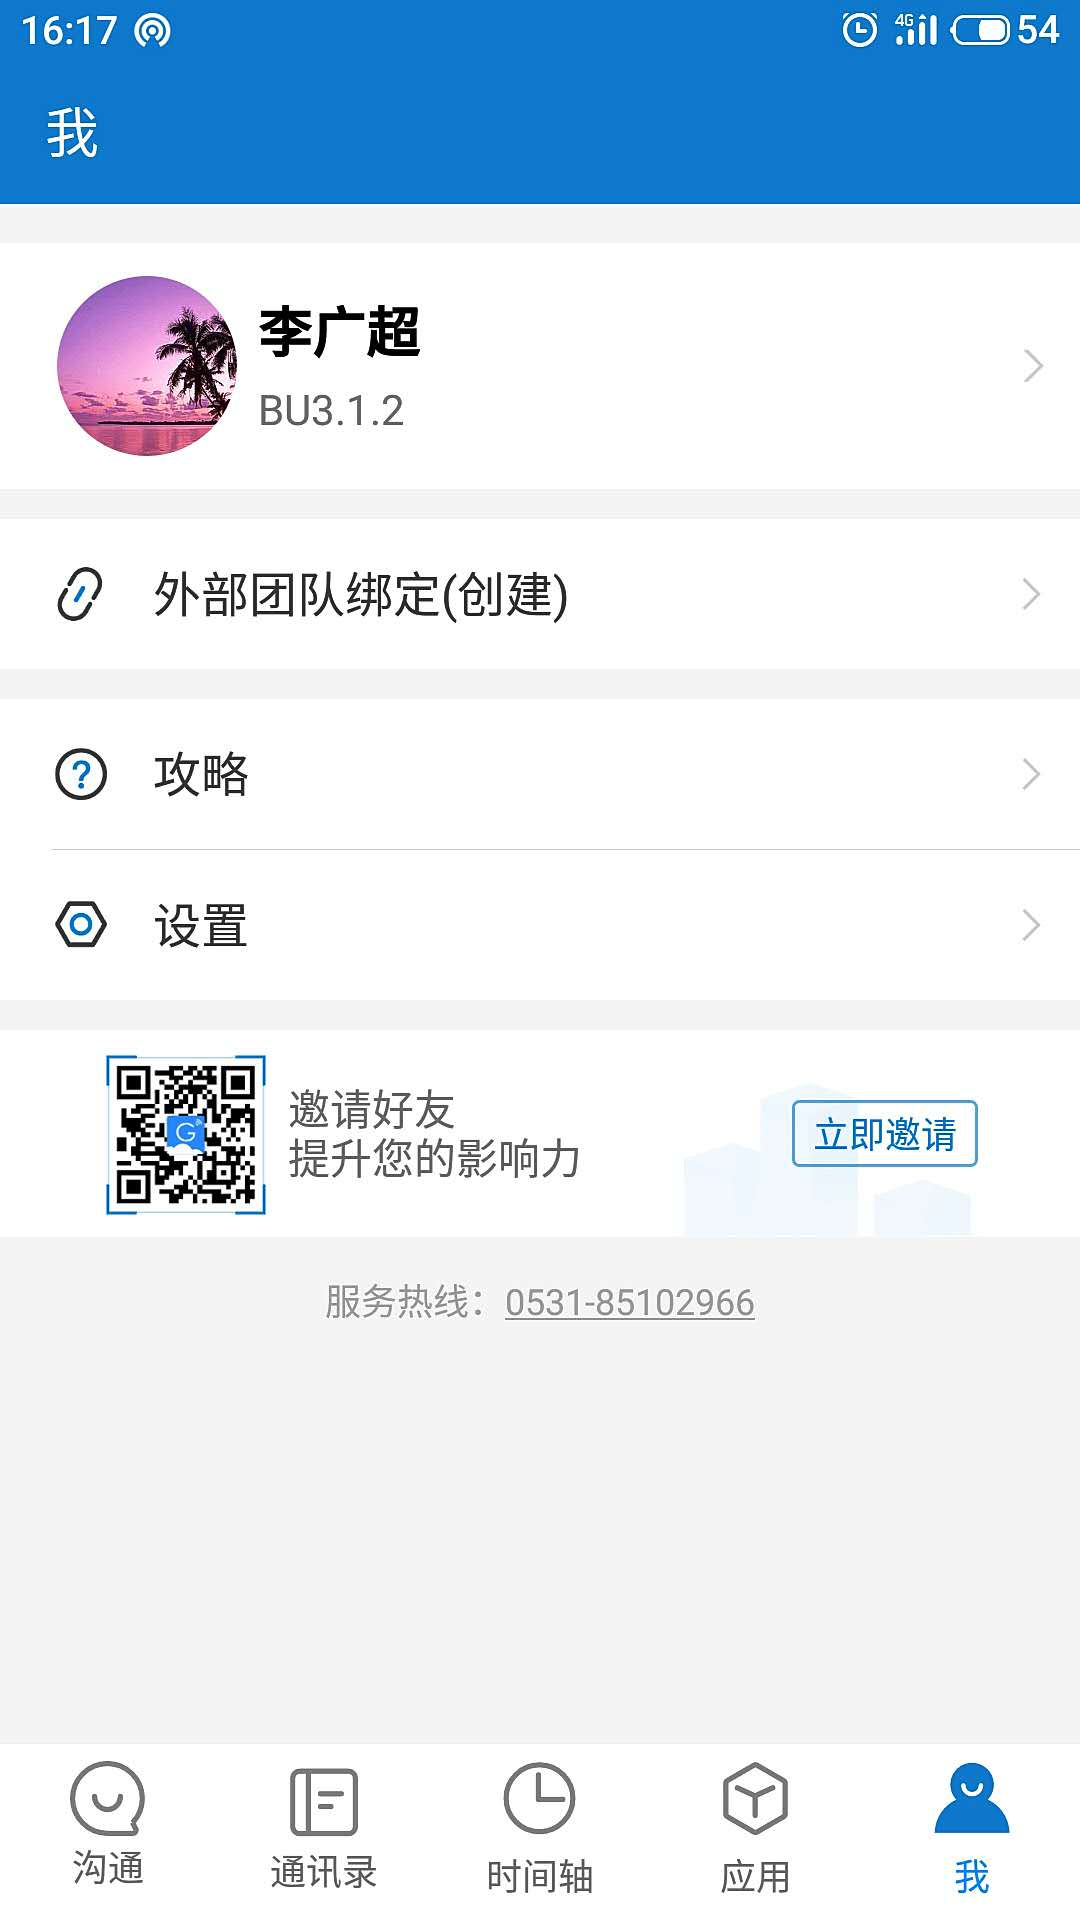 16:17
4G
54
我
李广超
BU3.1.2
外部团队绑定(创建)
?
攻略
设置
G
邀请好友
提升您的影响力
立即邀请
服务热线：0531-85102966
沟通
通讯录
时间轴
应用
我